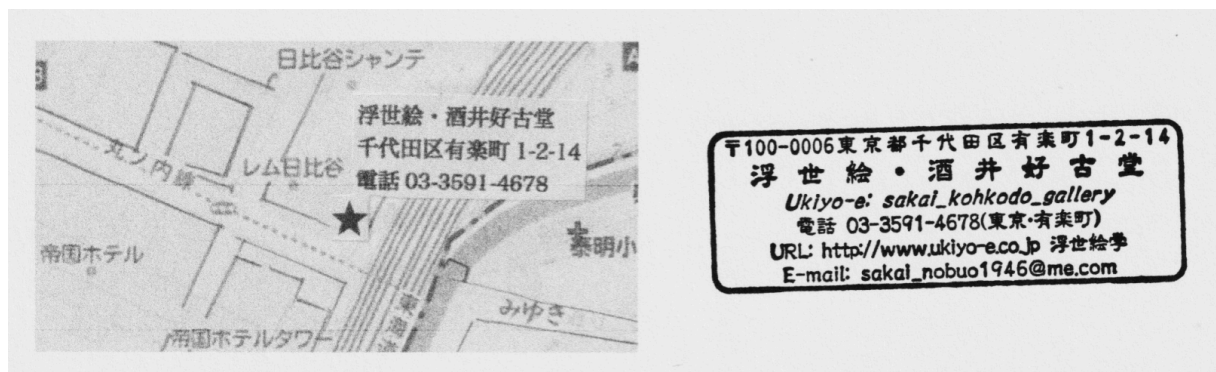 日比谷シャンテ
浮世絵・酒井好古堂
千代田区有楽町 1-2-14
電話 03-3591-4678
丸ノ内線
レム日比谷
帝国ホテル
泰明小
みゆき
帝国ホテルタワー
〒100-0006東京都千代田区有楽町1-2-14
浮世絵・酒井好古堂
Ukiyo-e: sakai_kohkodo_gallery
電話 03-3591-4678(東京・有楽町)
URL: http://www.ukiyo-e.co.jp 浮世絵学
E-mail: sakai_nobuo1946@me.com